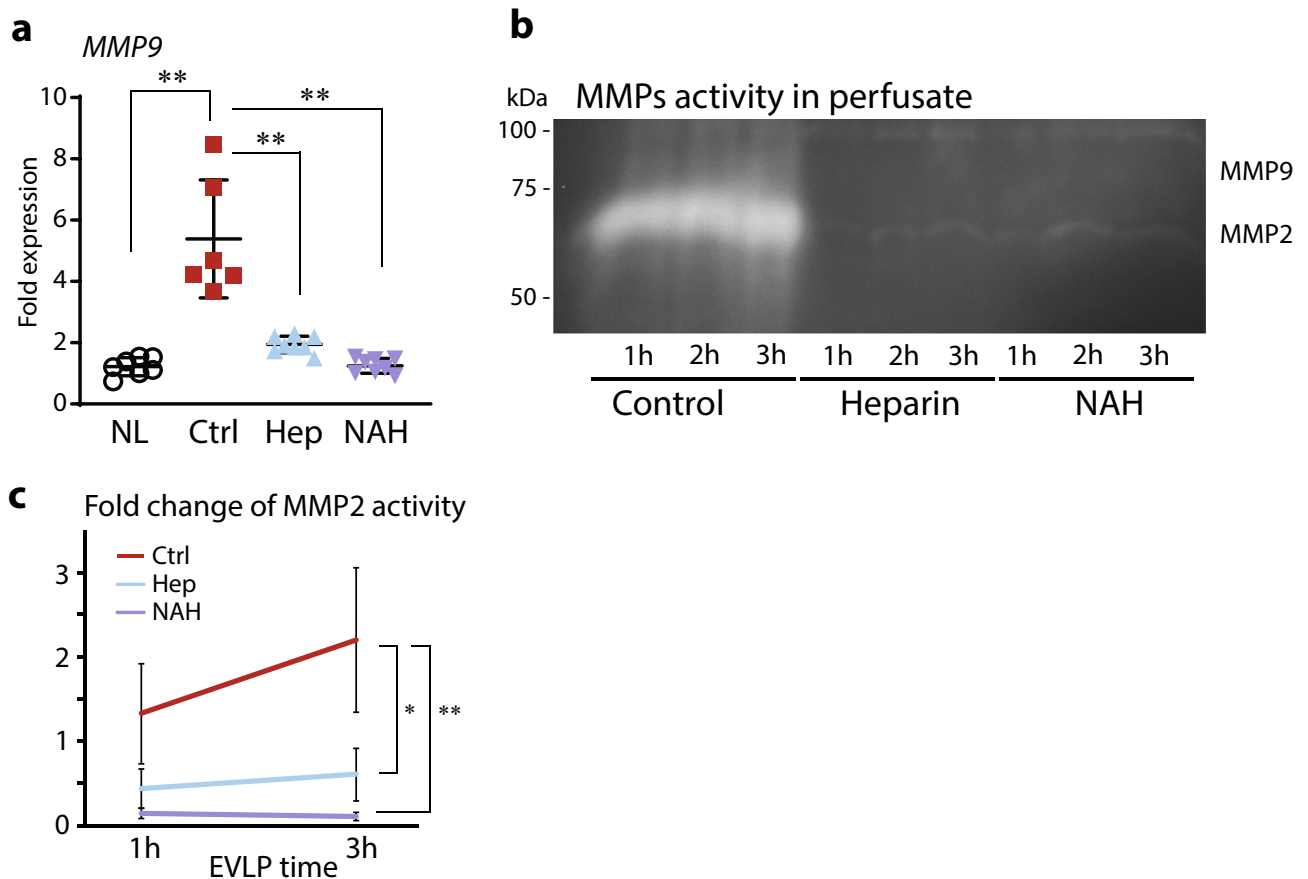 a
MMP9
**
**
**
10
8
6
4
2
0
Fold expression
NL Ctrl Hep NAH
b
kDa MMPs activity in perfusate
100 -
75 -
50 -
MMP9
MMP2
1h 2h 3h 1h 2h 3h 1h 2h 3h
Control Heparin NAH
c
Fold change of MMP2 activity
Ctrl
Hep
NAH
3
2
1
0
* **
1h 3h
EVLP time